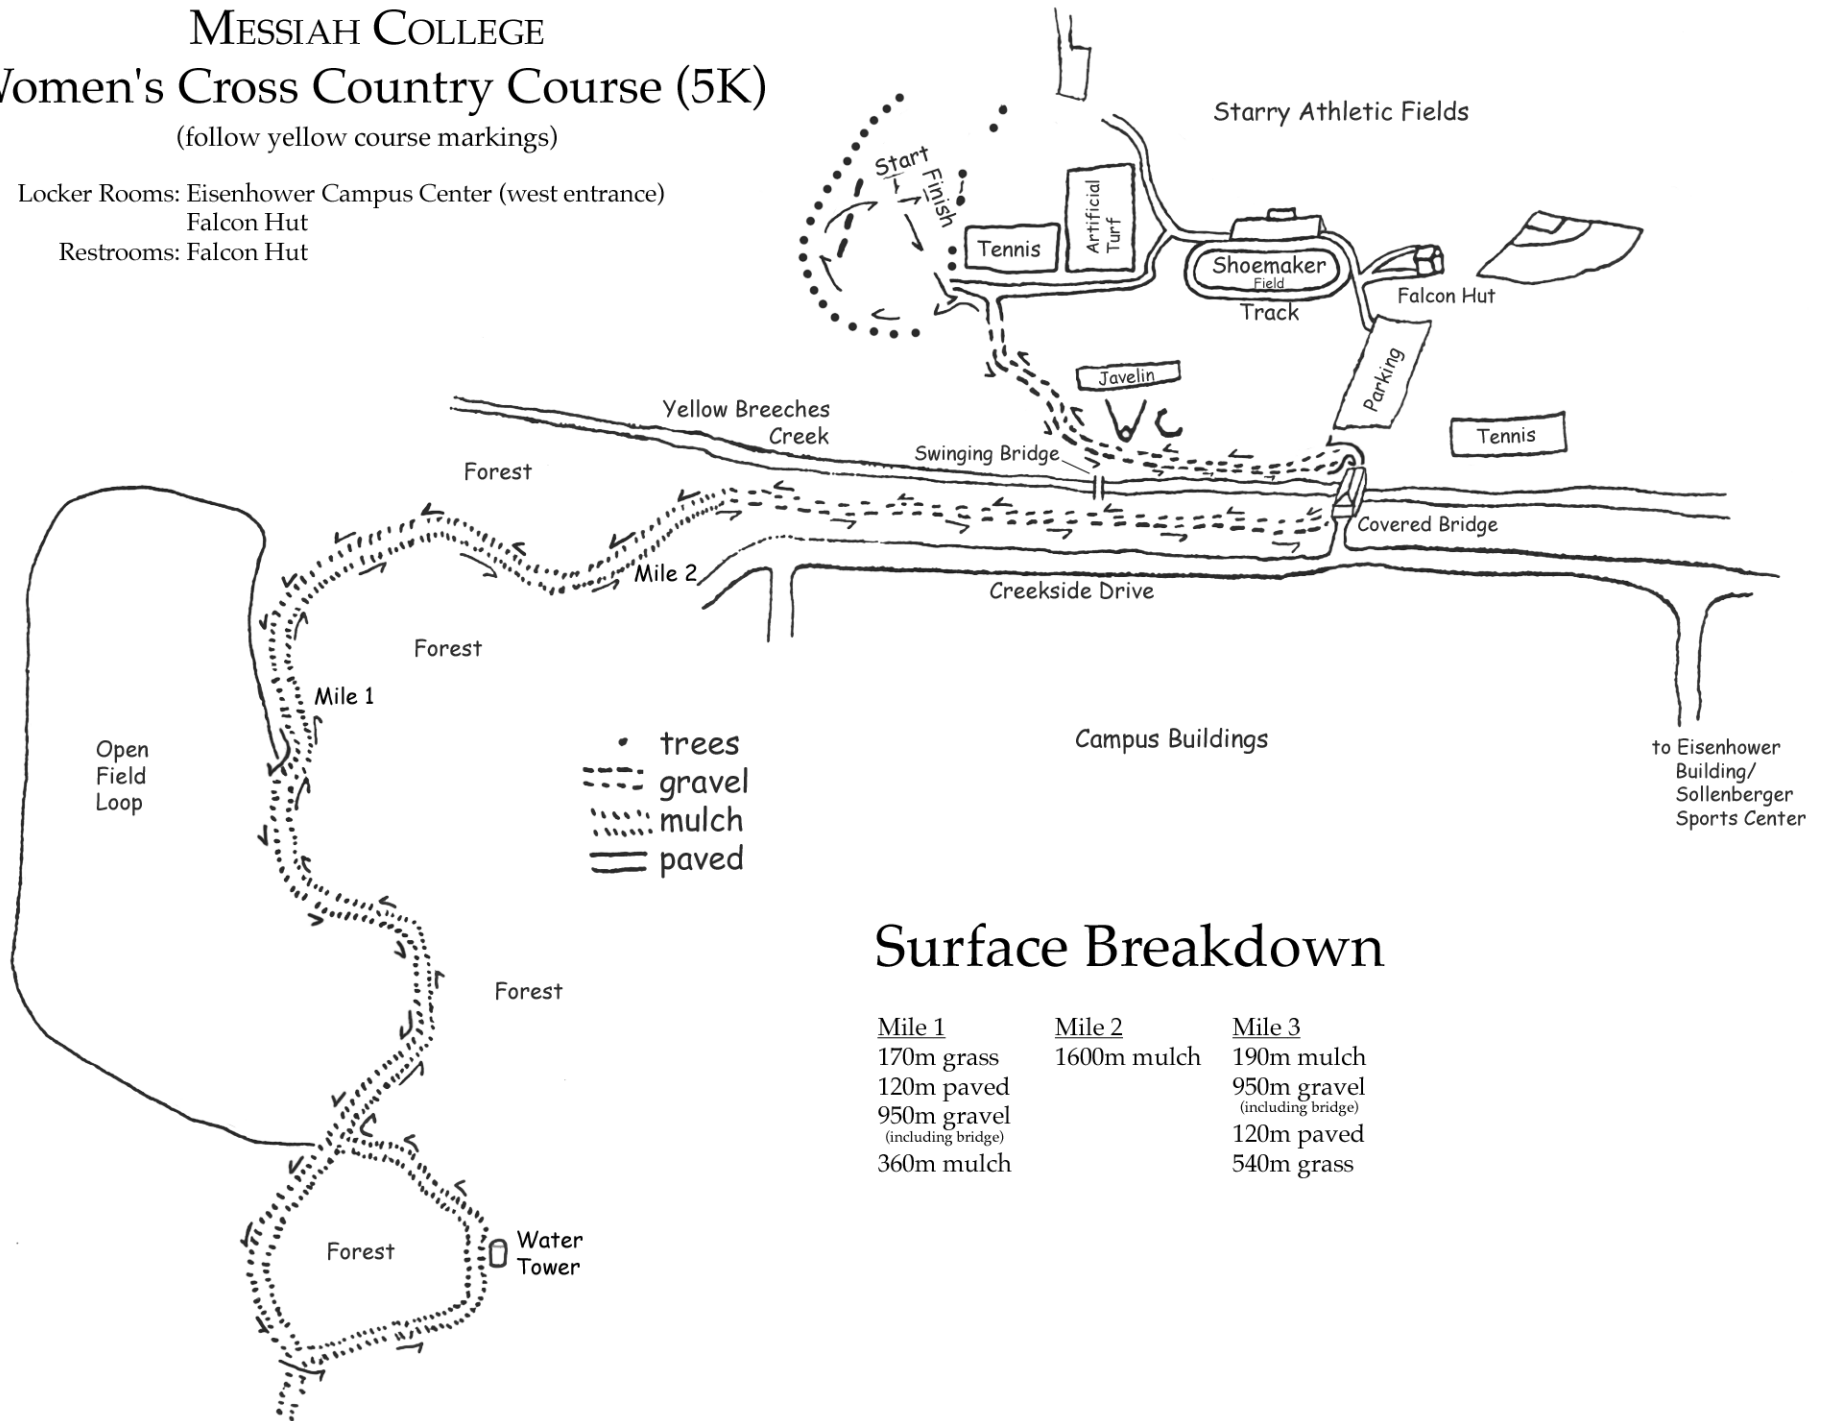 MESSIAH COLLEGE
Women's Cross Country Course (5K)
(follow yellow course markings)
Locker Rooms: Eisenhower Campus Center (west entrance)
Falcon Hut
Restrooms: Falcon Hut
Starry Athletic Fields
Start
Finish
Tennis
Artificial
Turf
Shoemaker
Field
Track
Falcon Hut
Parking
Javelin
Tennis
Yellow Breeches
Creek
Swinging Bridge
Covered Bridge
Forest
Mile 2
Creekside Drive
Forest
Mile 1
Open
Field
Loop
trees
gravel
mulch
paved
Campus Buildings
to Eisenhower
Building/
Sollenberger
Sports Center
Forest
Forest
Water
Tower
Surface Breakdown
Mile 1
170m grass
120m paved
950m gravel
(including bridge)
360m mulch
Mile 2
1600m mulch
Mile 3
190m mulch
950m gravel
(including bridge)
120m paved
540m grass